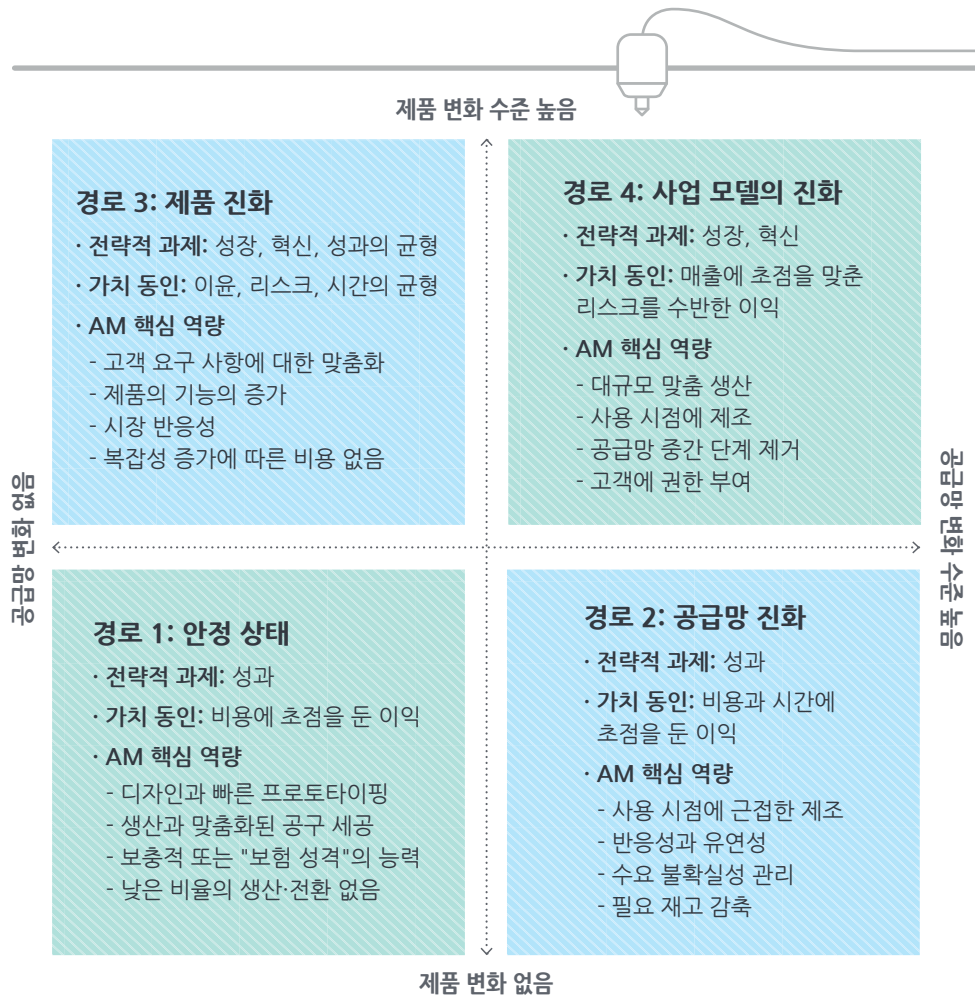 제품 변화 수준 높음
경로 3: 제품 진화
· 전략적 과제: 성장, 혁신, 성과의 균형
· 가치 동인: 이윤, 리스크, 시간의 균형
· AM 핵심 역량
- 고객 요구 사항에 대한 맞춤화
- 제품의 기능의 증가
- 시장 반응성
- 복잡성 증가에 따른 비용 없음
경로 4: 사업 모델의 진화
· 전략적 과제: 성장, 혁신
· 가치 동인: 매출에 초점을 맞춘
리스크를 수반한 이익
· AM 핵심 역량
- 대규모 맞춤 생산
- 사용 시점에 제조
- 공급망 중간 단계 제거
- 고객에 권한 부여
공급망 변화 없음
공급망 변화 수준 높음
경로 1: 안정 상태
· 전략적 과제: 성과
· 가치 동인: 비용에 초점을 둔 이익
· AM 핵심 역량
- 디자인과 빠른 프로토타이핑
- 생산과 맞춤화된 공구 세공
- 보충적 또는 "보험 성격"의 능력
- 낮은 비율의 생산·전환 없음
경로 2: 공급망 진화
· 전략적 과제: 성과
· 가치 동인: 비용과 시간에
초점을 둔 이익
· AM 핵심 역량
- 사용 시점에 근접한 제조
- 반응성과 유연성
- 수요 불확실성 관리
- 필요 재고 감축
제품 변화 없음